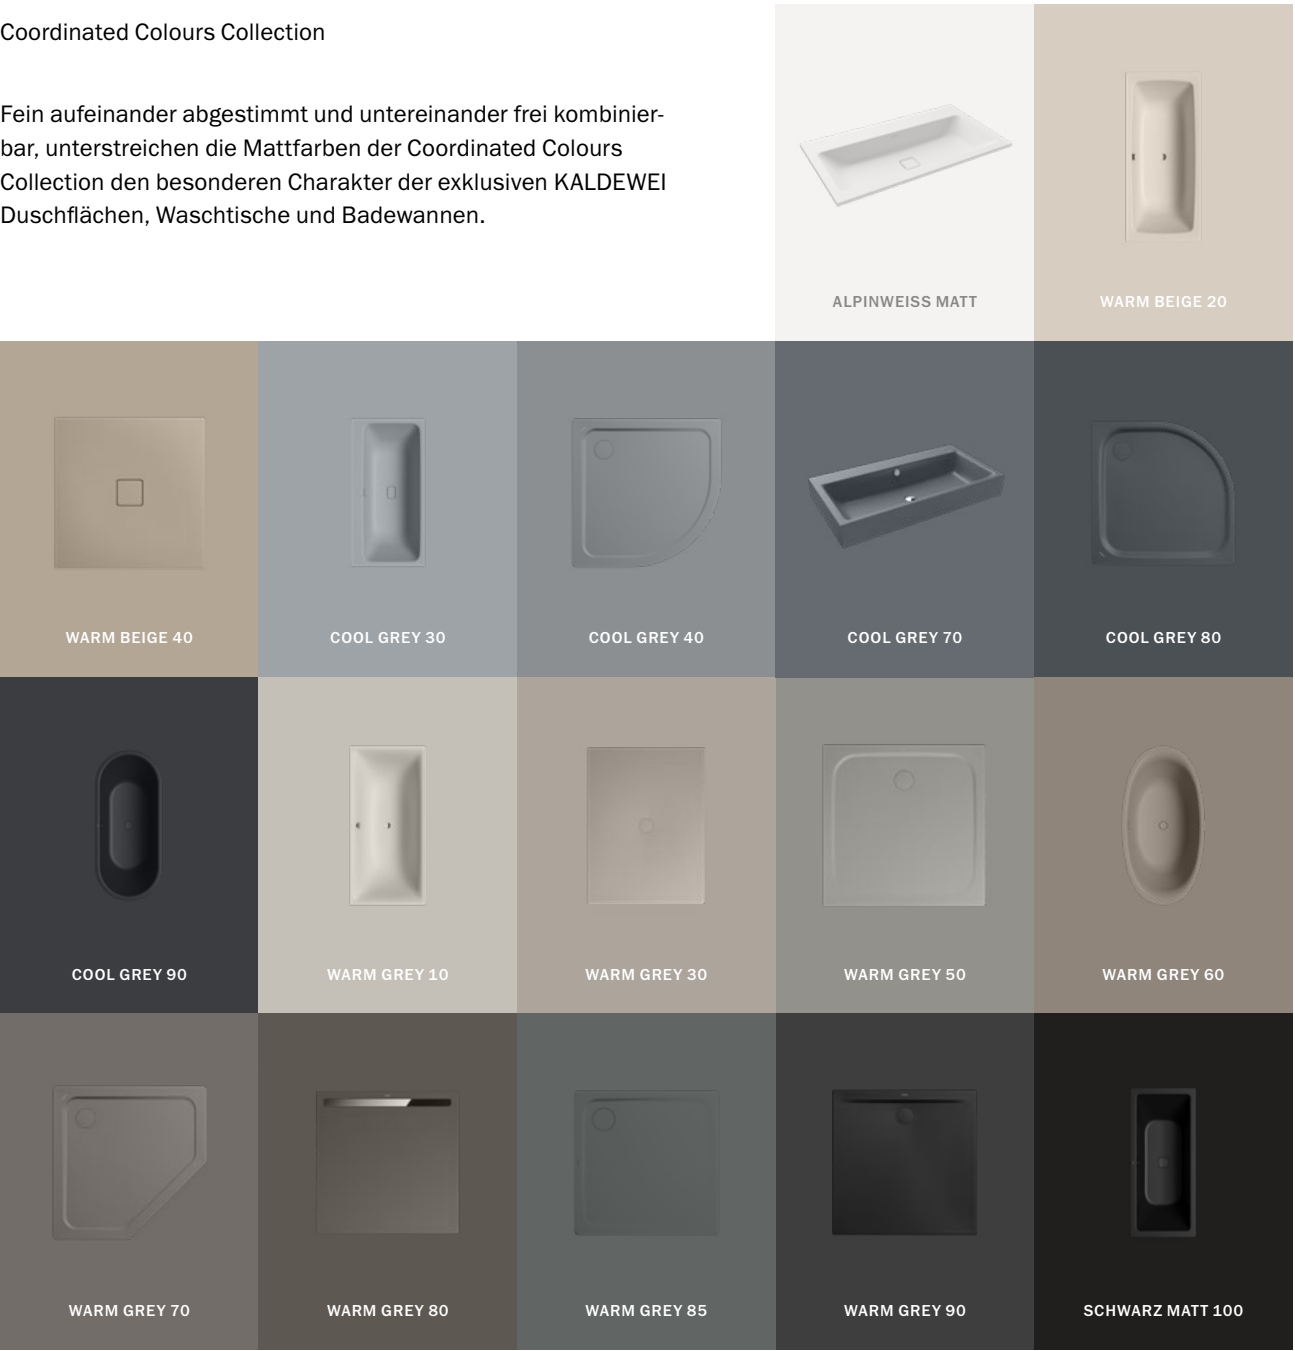 Coordinated Colours Collection
Fein aufeinander abgestimmt und untereinander frei kombinier-
bar, unterstreichen die Mattfarben der Coordinated Colours
Collection den besonderen Charakter der exklusiven KALDEWEI
Duschflächen, Waschtische und Badewannen.
ALPINWEISS MATT
WARM BEIGE 20
WARM BEIGE 40
COOL GREY 30
COOL GREY 40
COOL GREY 70
COOL GREY 80
COOL GREY 90
WARM GREY 10
WARM GREY 30
WARM GREY 50
WARM GREY 60
WARM GREY 70
WARM GREY 80
WARM GREY 85
WARM GREY 90
SCHWARZ MATT 100